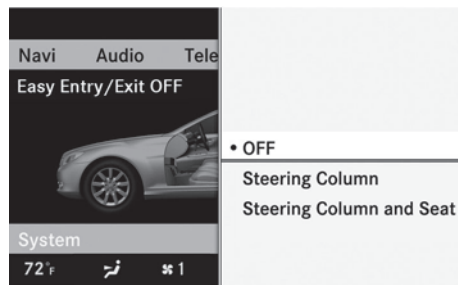 Navi Audio Tele
Easy Entry/Exit OFF
• OFF
Steering Column
Steering Column and Seat
System
72°F 1